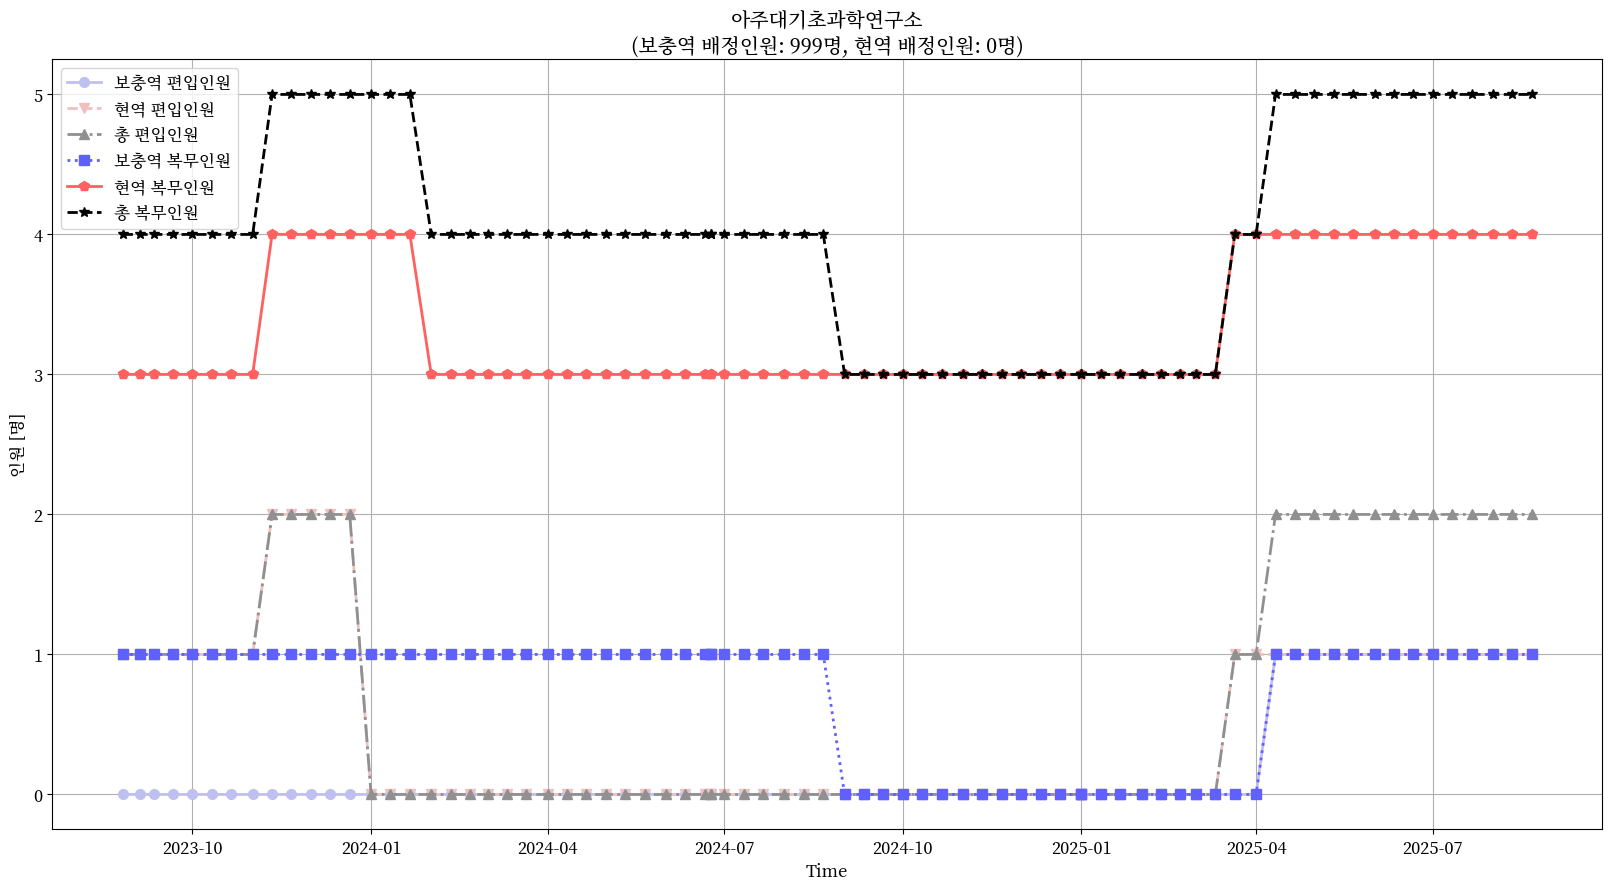 아주대기초과학연구소
(보충역 배정인원: 999명, 현역 배정인원: 0명)
보충역 편입인원
현역 편입인원
총 편입인원
보충역 복무인원
현역 복무인원
총 복무인원
5
4
3
2
1
0
인원 [명]
2023-10
2024-01
2024-04
2024-07
2024-10
2025-01
2025-04
2025-07
Time